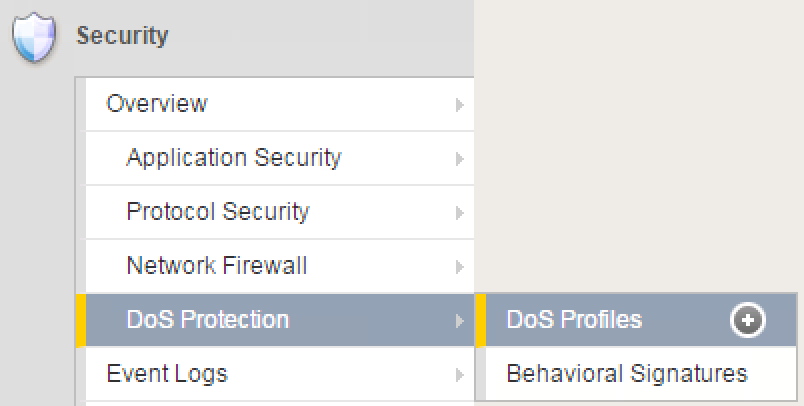 Security
Overview
Application Security
Protocol Security
Network Firewall
DoS Protection
DoS Profiles
Event Logs
Behavioral Signatures